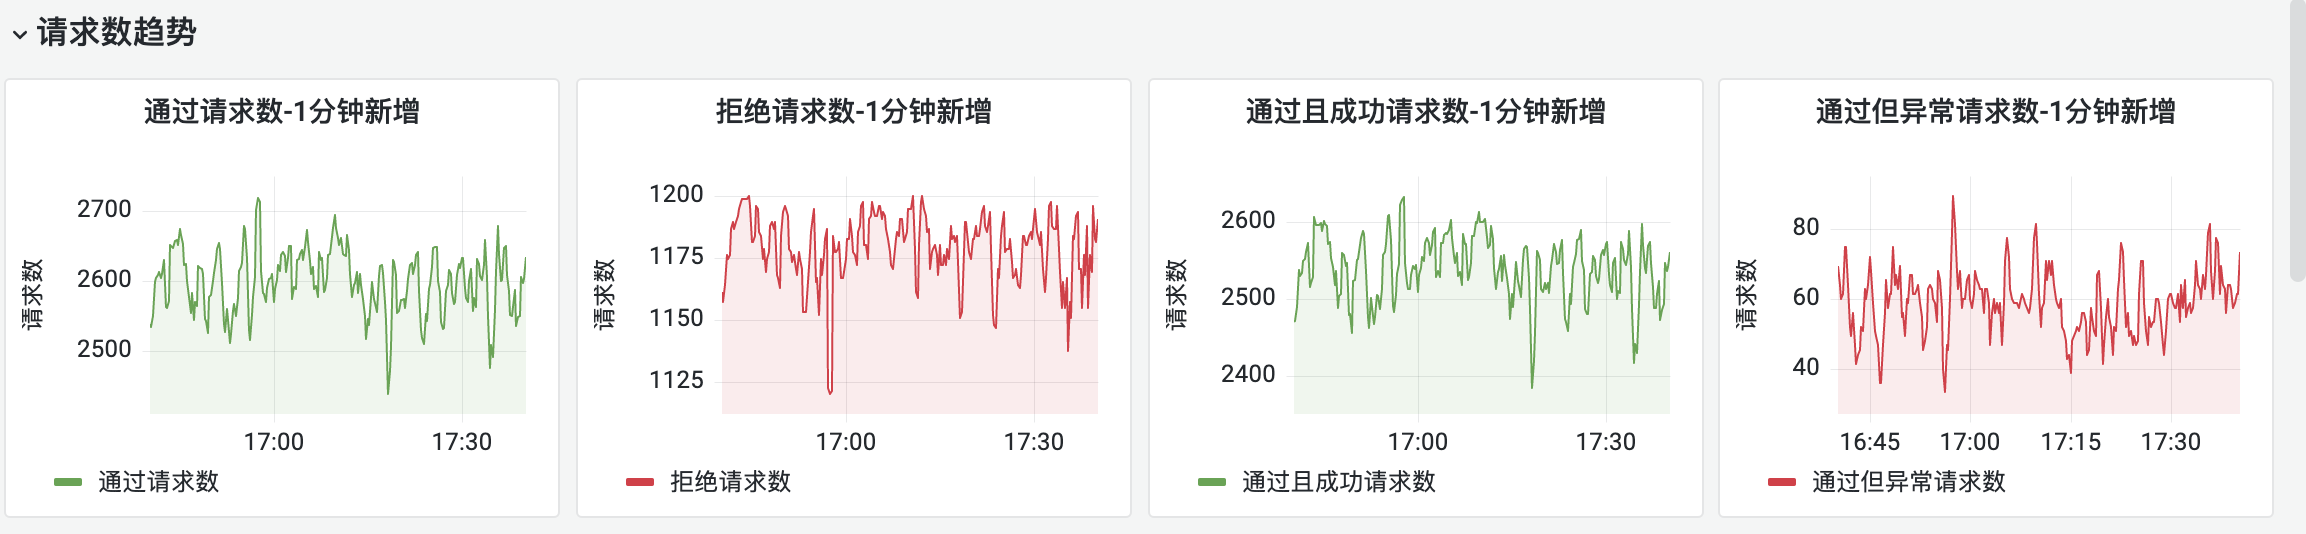 请求数趋势
通过请求数-1分钟新增
请求数
2700
2600
2500
17:00 17:30
通过请求数
拒绝请求数-1分钟新增
请求数
1200
1175
1150
1125
17:00 17:30
拒绝请求数
通过且成功请求数-1分钟新增
请求数
2600
2500
2400
17:00 17:30
通过且成功请求数
通过但异常请求数-1分钟新增
请求数
80
60
40
16:45 17:00 17:15 17:30
通过但异常请求数